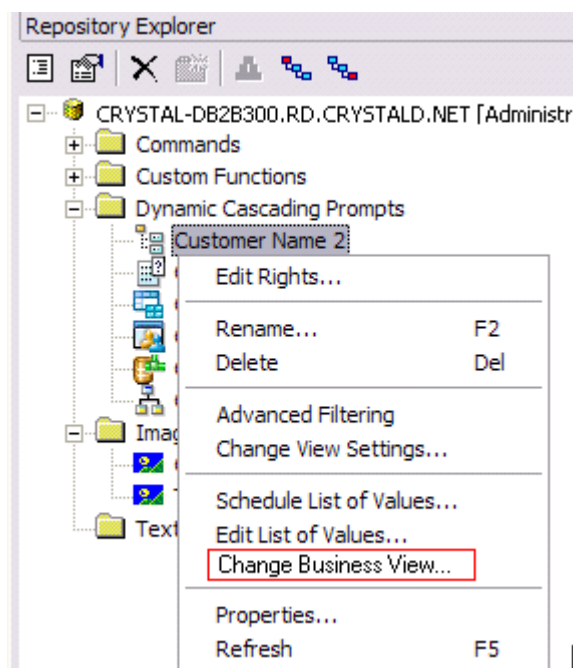 Repository Explorer
CRYSTAL-DB2B300.RD.CRYSTALD.NET [Administr
Commands
Custom Functions
Dynamic Cascading Prompts
Customer Name 2
Edit Rights...
Rename... F2
Delete Del
Advanced Filtering
Change View Settings...
Imag
Schedule List of Values...
Edit List of Values...
Text
Change Business View...
Properties...
Refresh F5